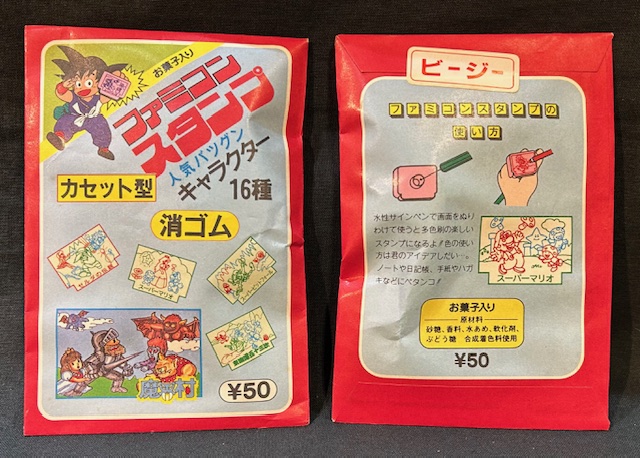 お菓子入り
ファミコン
スタンプ
人気バツグン
キャラクター
16種
カセット型
消ゴム
スーパーマリオ
魔界村
¥50
ビージー
ファミコンスタンプの
使い方
水性サインペンで画面をぬり
わけて使うと多色刷の楽しい
スタンプになるよ!色の使い
方は君のアイデアしだい…。
ノートや日記帳、手紙やハガ
キなどにペタンコ!
スーパーマリオ
お菓子入り
原材料
砂糖、香料、水あめ、軟化剤、
ぶどう糖 合成着色料使用
¥50